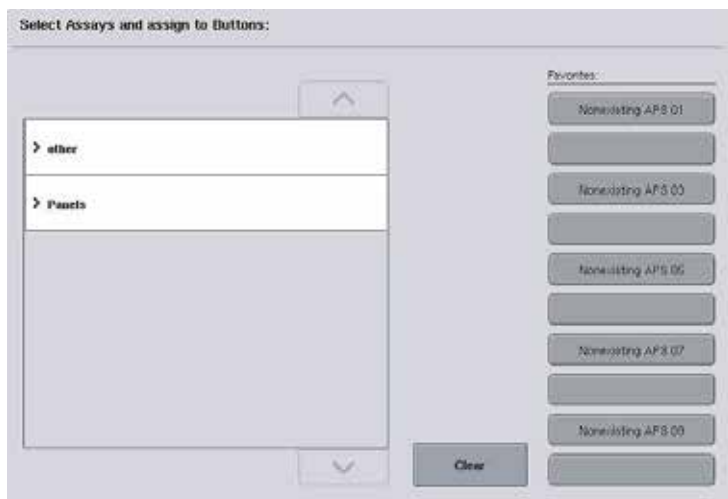 Select Assays and assign to Buttons:
Favorites:
> other
> Panels
Nonexisting APS 01
Nonexisting APS 03
Nonexisting APS 05
Nonexisting APS 07
Nonexisting APS 09
Clear